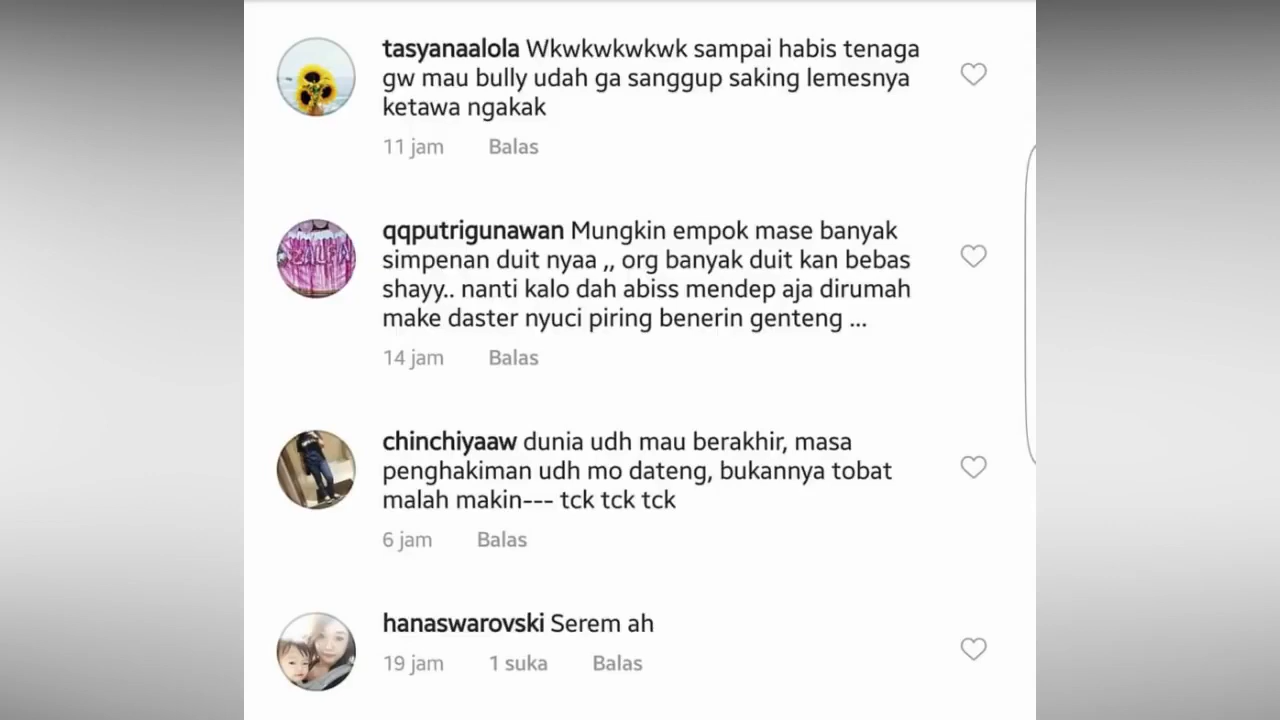 tasyanaalola Wkwkwkwkwk sampai habis tenaga
gw mau bully udah ga sanggup saking lemesnya
ketawa ngakak
11 jam Balas
qqputrigunawan Mungkin empok mase banyak
simpenan duit nyaa ,, org banyak duit kan bebas
shayy.. nanti kalo dah abiss mendep aja dirumah
make daster nyuci piring benerin genteng ...
14 jam Balas
chinchiyaaw dunia udh mau berakhir, masa
penghakiman udh mo dateng, bukannya tobat
malah makin--- tck tck tck
6 jam Balas
hanaswarovski Serem ah
19 jam 1 suka Balas